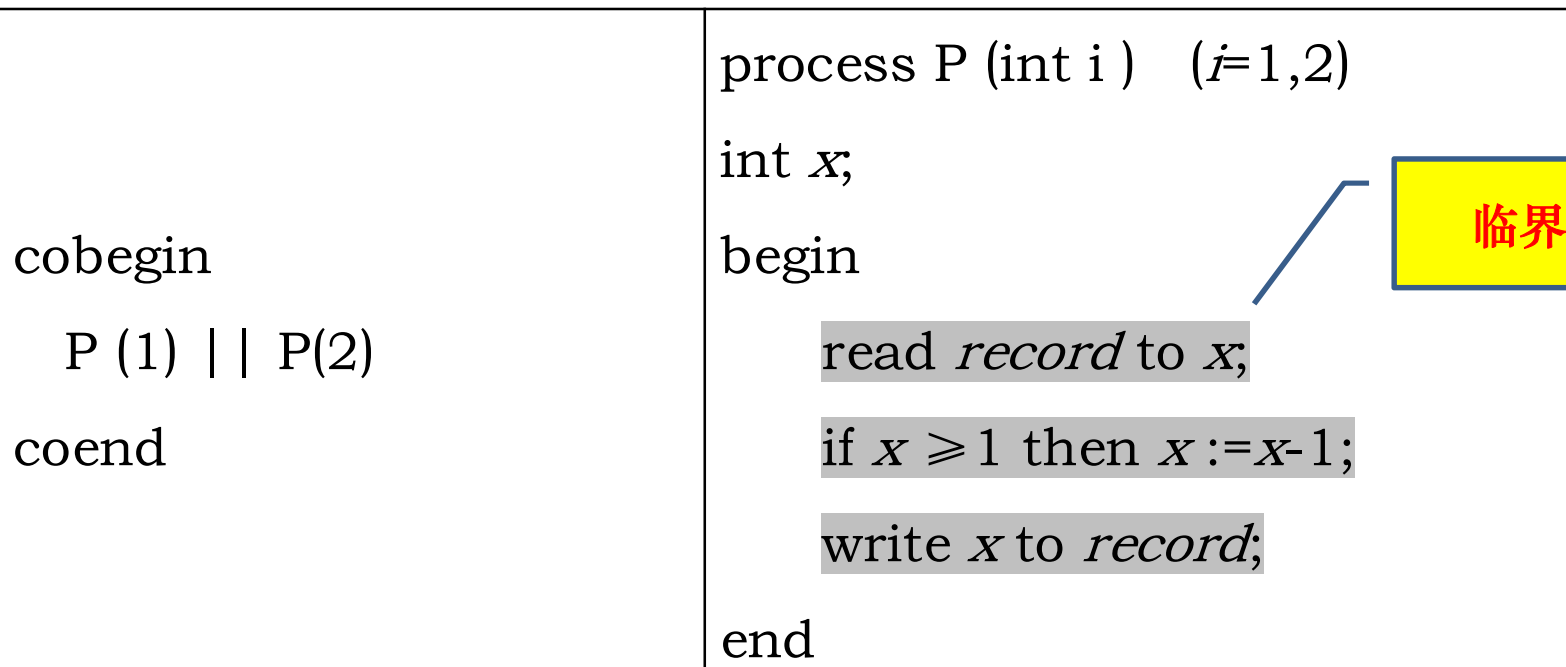 cobegin
P (1) || P(2)
coend
process P (int i ) (i=1,2)
int x;
begin
read record to x;
if x ⩾1 then x :=x-1;
write x to record;
end
临界